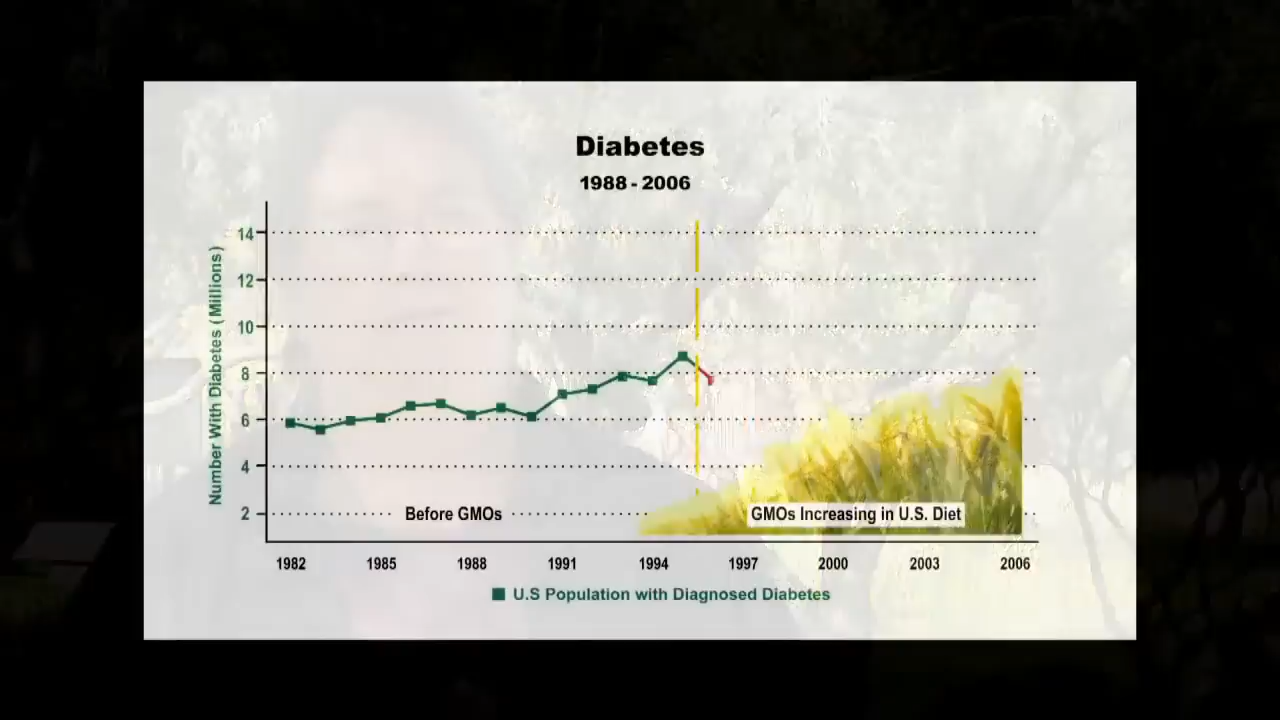 Diabetes
1988 - 2006
Number With Diabetes ( Millions)
14
12
10
8
6
4
2
Before GMOs
GMOs Increasing in U.S. Diet
1982 1985 1988 1991 1994 1997 2000 2003 2006
U.S Population with Diagnosed Diabetes